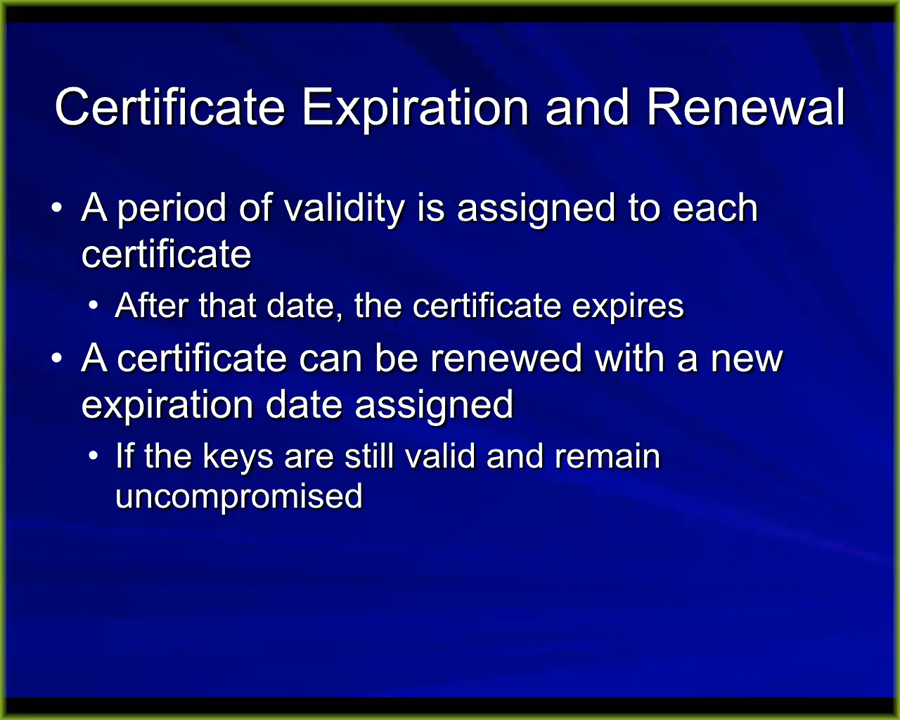 Certificate Expiration and Renewal
• A period of validity is assigned to each
certificate
• After that date, the certificate expires
• A certificate can be renewed with a new
expiration date assigned
• If the keys are still valid and remain
uncompromised